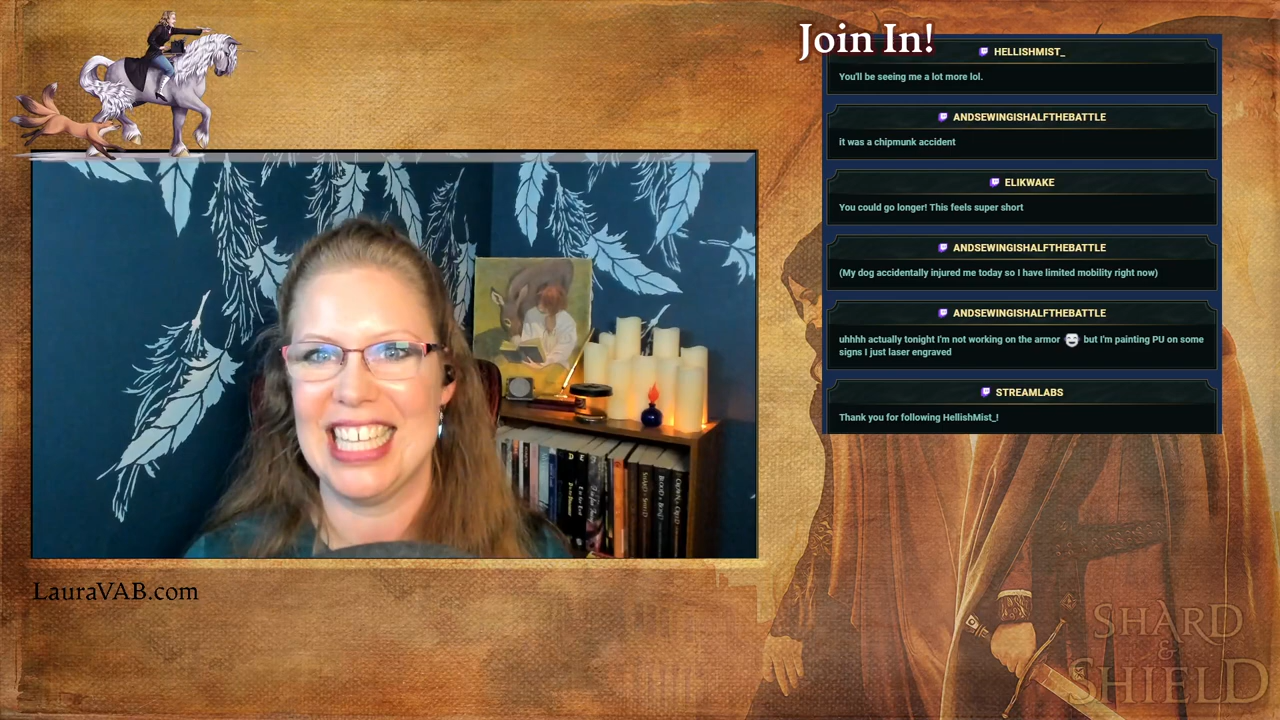 Join In!
HELLISHMIST_
You'll be seeing me a lot more lol.
ANDSEWINGISHALFTHEBATTLE
it was a chipmunk accident
ELIKWAKE
You could go longer! This feels super short
ANDSEWINGISHALFTHEBATTLE
(My dog accidentally injured me today so I have limited mobility right now)
ANDSEWINGISHALFTHEBATTLE
uhhhh actually tonight I'm not working on the armor but I'm painting PU on some
signs I just laser engraved
STREAMLABS
Thank you for following HellishMist_!
SHARD & SHIELD
LauraVAB.com
SHARD
&
SHIELD